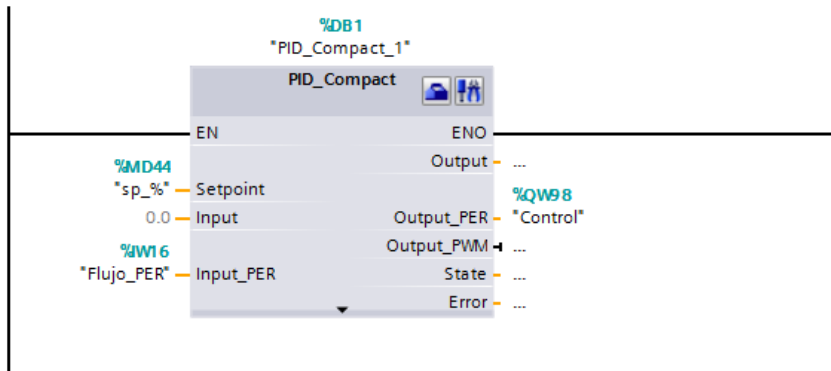 %DB1
"PID_Compact_1"
PID_Compact
EN ENO
Output ...
%MD44
"sp_%" Setpoint
%QW98
0.0 Input Output_PER "Control"
Output_PWM ...
%IW16
"Flujo_PER" Input_PER State ...
Error ...